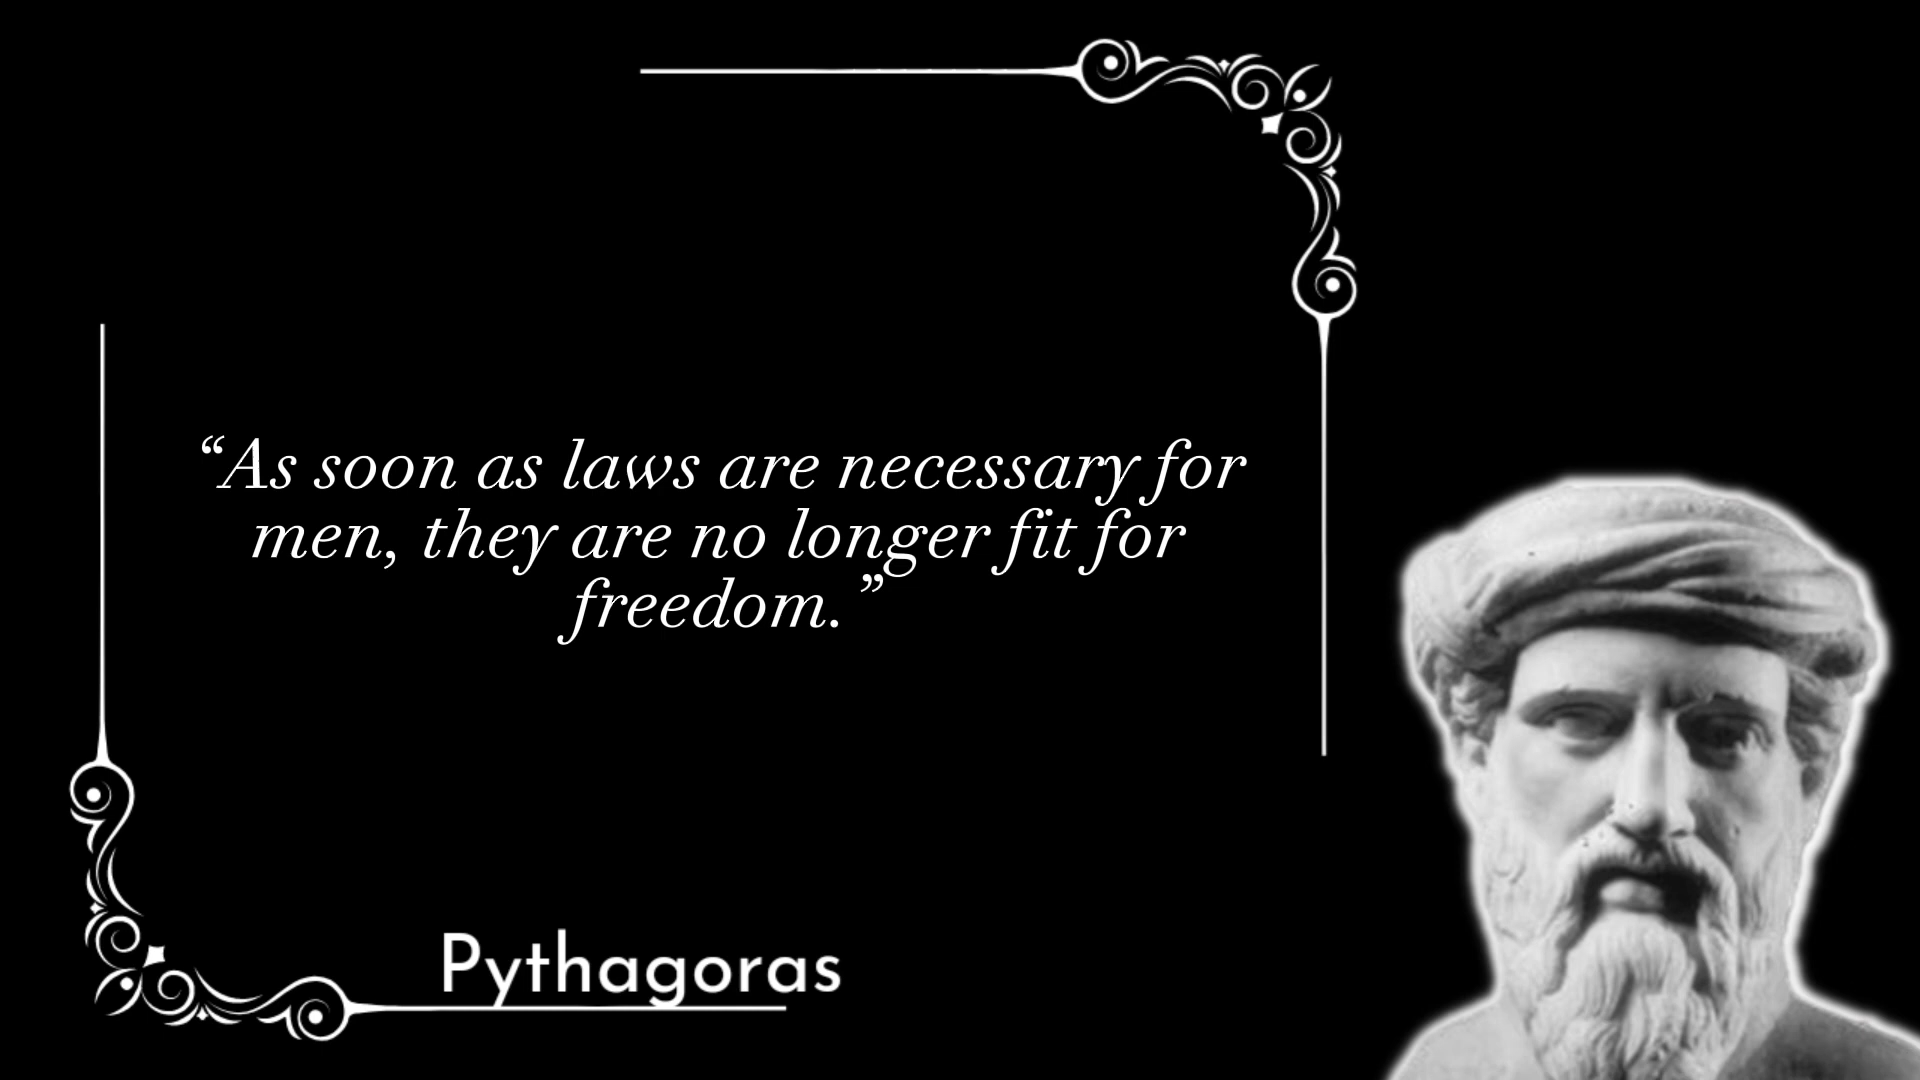 “As soon as laws are necessary for
men, they are no longer fit for
freedom.”
Pythagoras